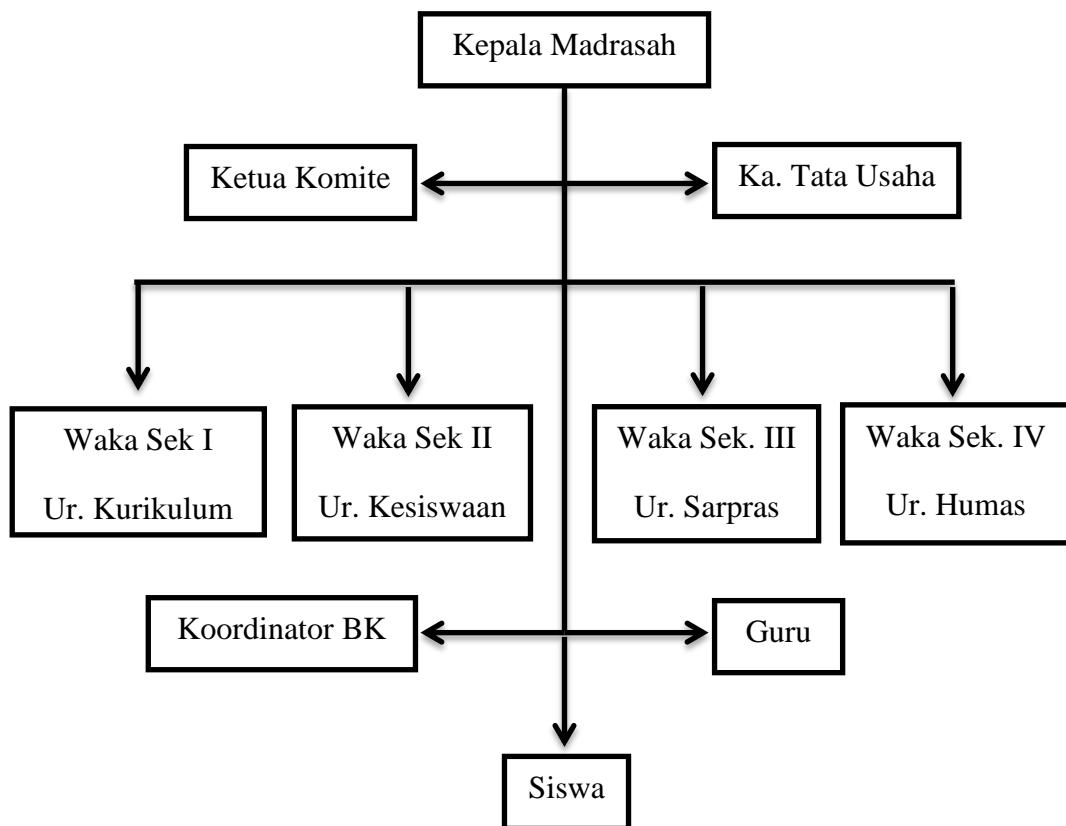 Kepala Madrasah
Ketua Komite
Ka. Tata Usaha
Waka Sek I
Ur. Kurikulum
Waka Sek II
Ur. Kesiswaan
Waka Sek. III
Ur. Sarpras
Waka Sek. IV
Ur. Humas
Koordinator BK
Guru
Siswa